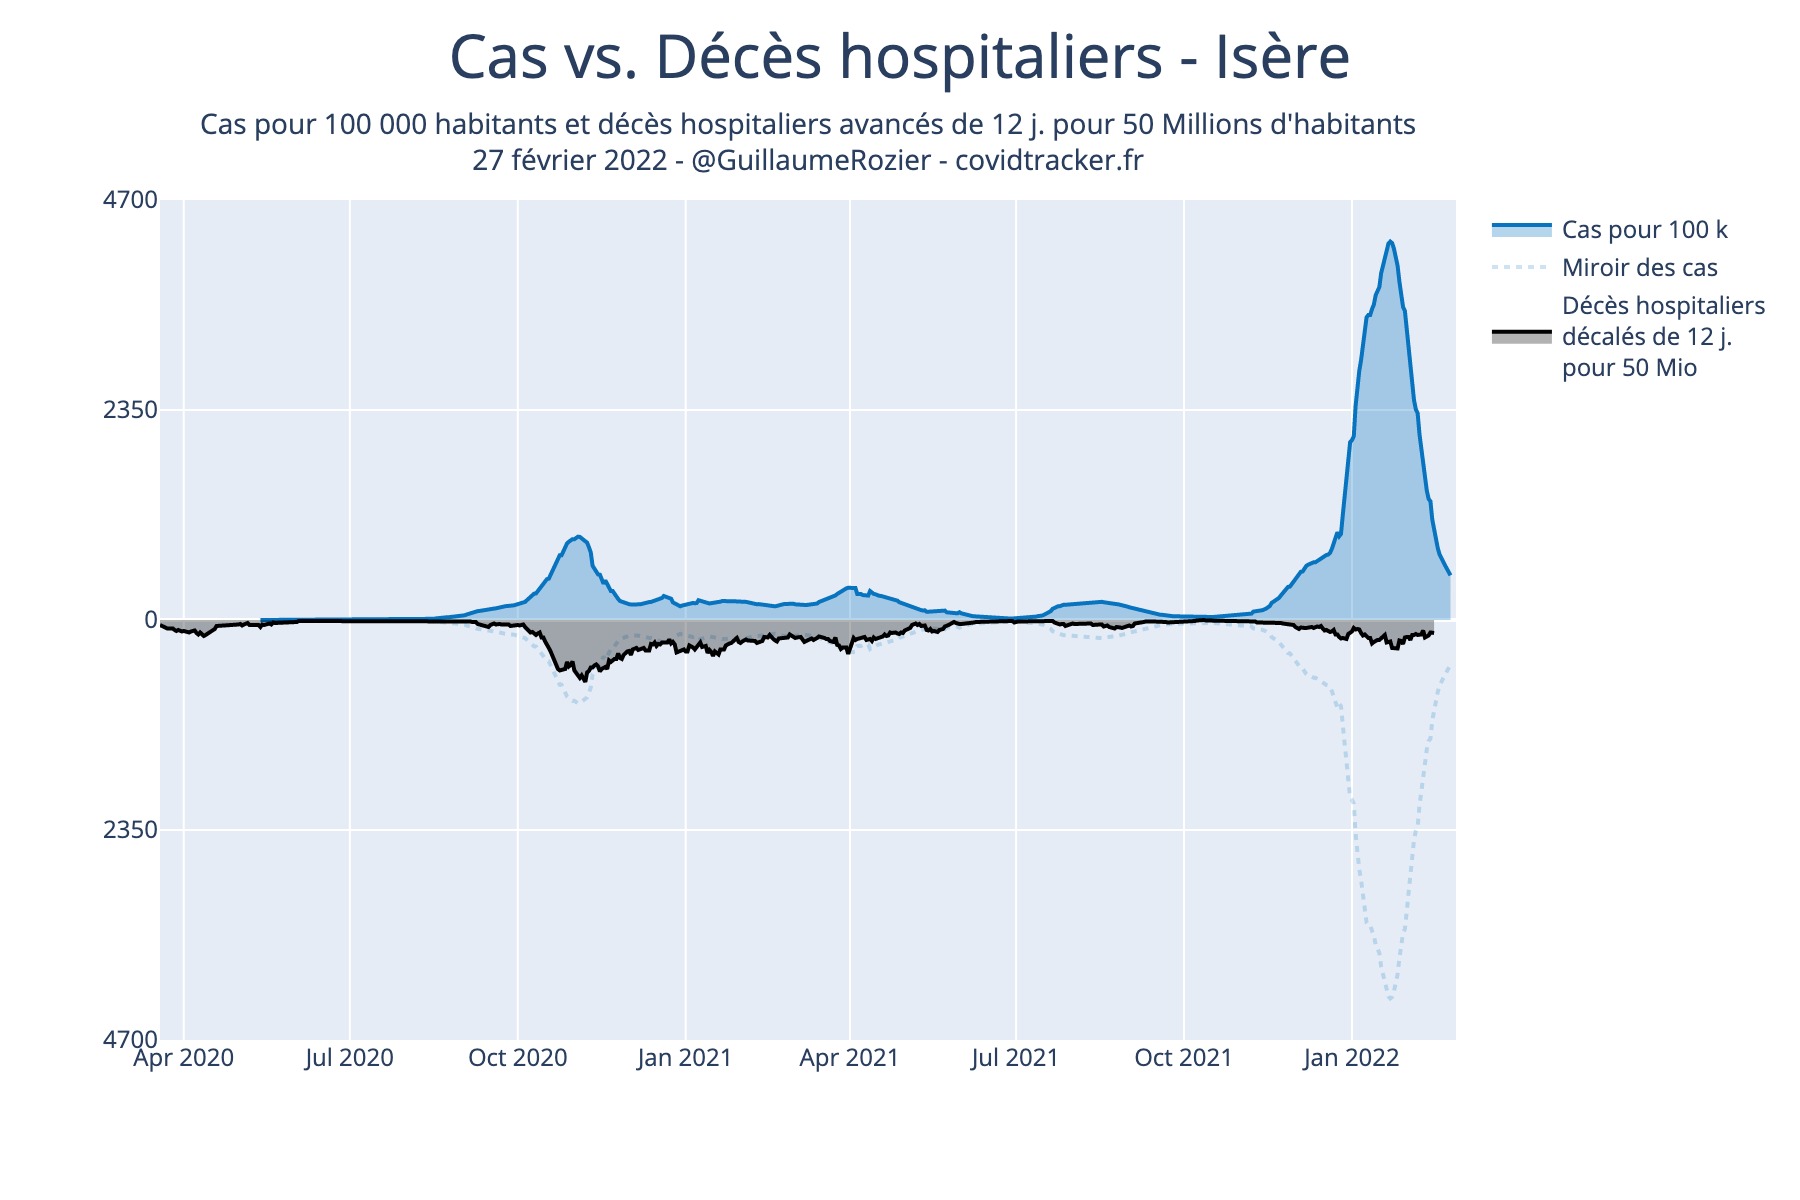 Cas vs. Décès hospitaliers - Isère
Cas pour 100 000 habitants et décès hospitaliers avancés de 12 j. pour 50 Millions d'habitants
27 février 2022 - @GuillaumeRozier - covidtracker.fr
4700
2350
0
2350
4700
Apr 2020
Jul 2020
Oct 2020
Jan 2021
Apr 2021
Jul 2021
Oct 2021
Jan 2022
Cas pour 100 k
Miroir des cas
Décès hospitaliers
décalés de 12 j.
pour 50 Mio